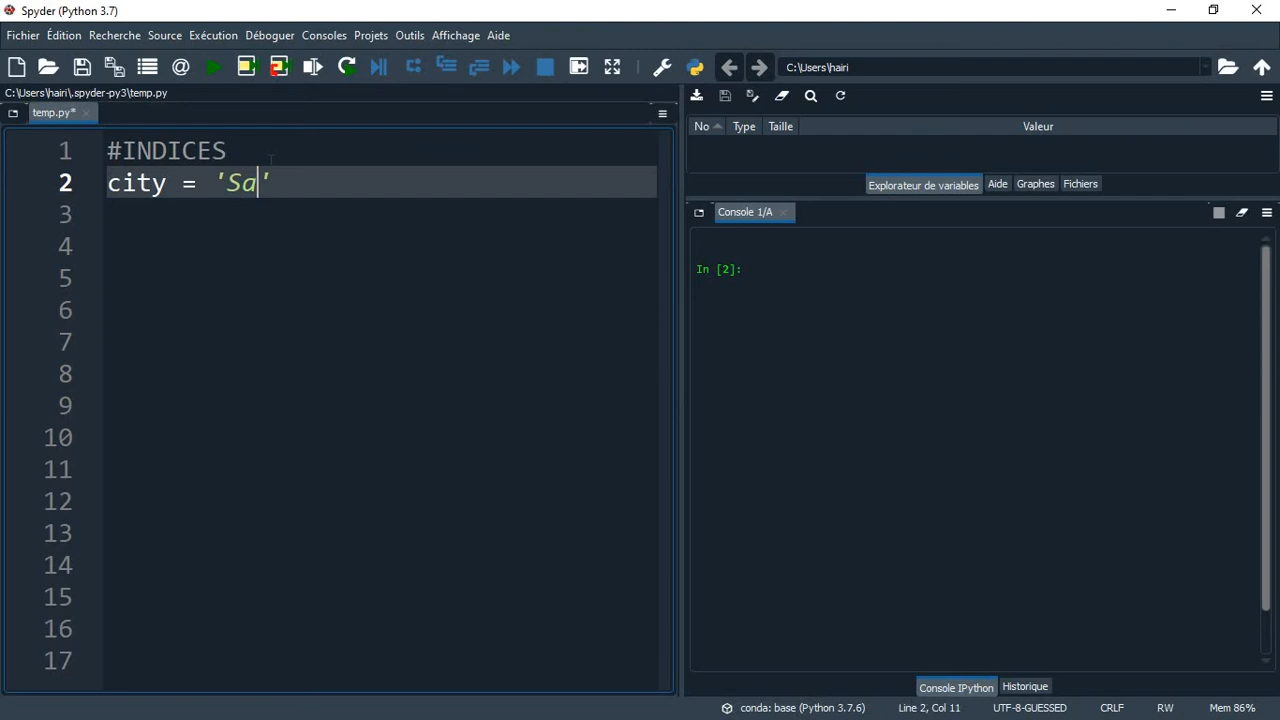 Spyder (Python 3.7)
Fichier Édition Recherche Source Exécution Déboguer Consoles Projets Outils Affichage Aide
C:\Users\hairi
C:\Users\hairi\.spyder-py3\temp.py
temp.py*
No Type Taille Valeur
1 #INDICES
2 city = 'Sa'
3
4
5
6
7
8
9
10
11
12
13
14
15
16
17
Explorateur de variables Aide Graphes Fichiers
Console 1/A
In [2]:
Console IPython Historique
conda: base (Python 3.7.6) Line 2, Col 11 UTF-8-GUESSED CRLF RW Mem 86%